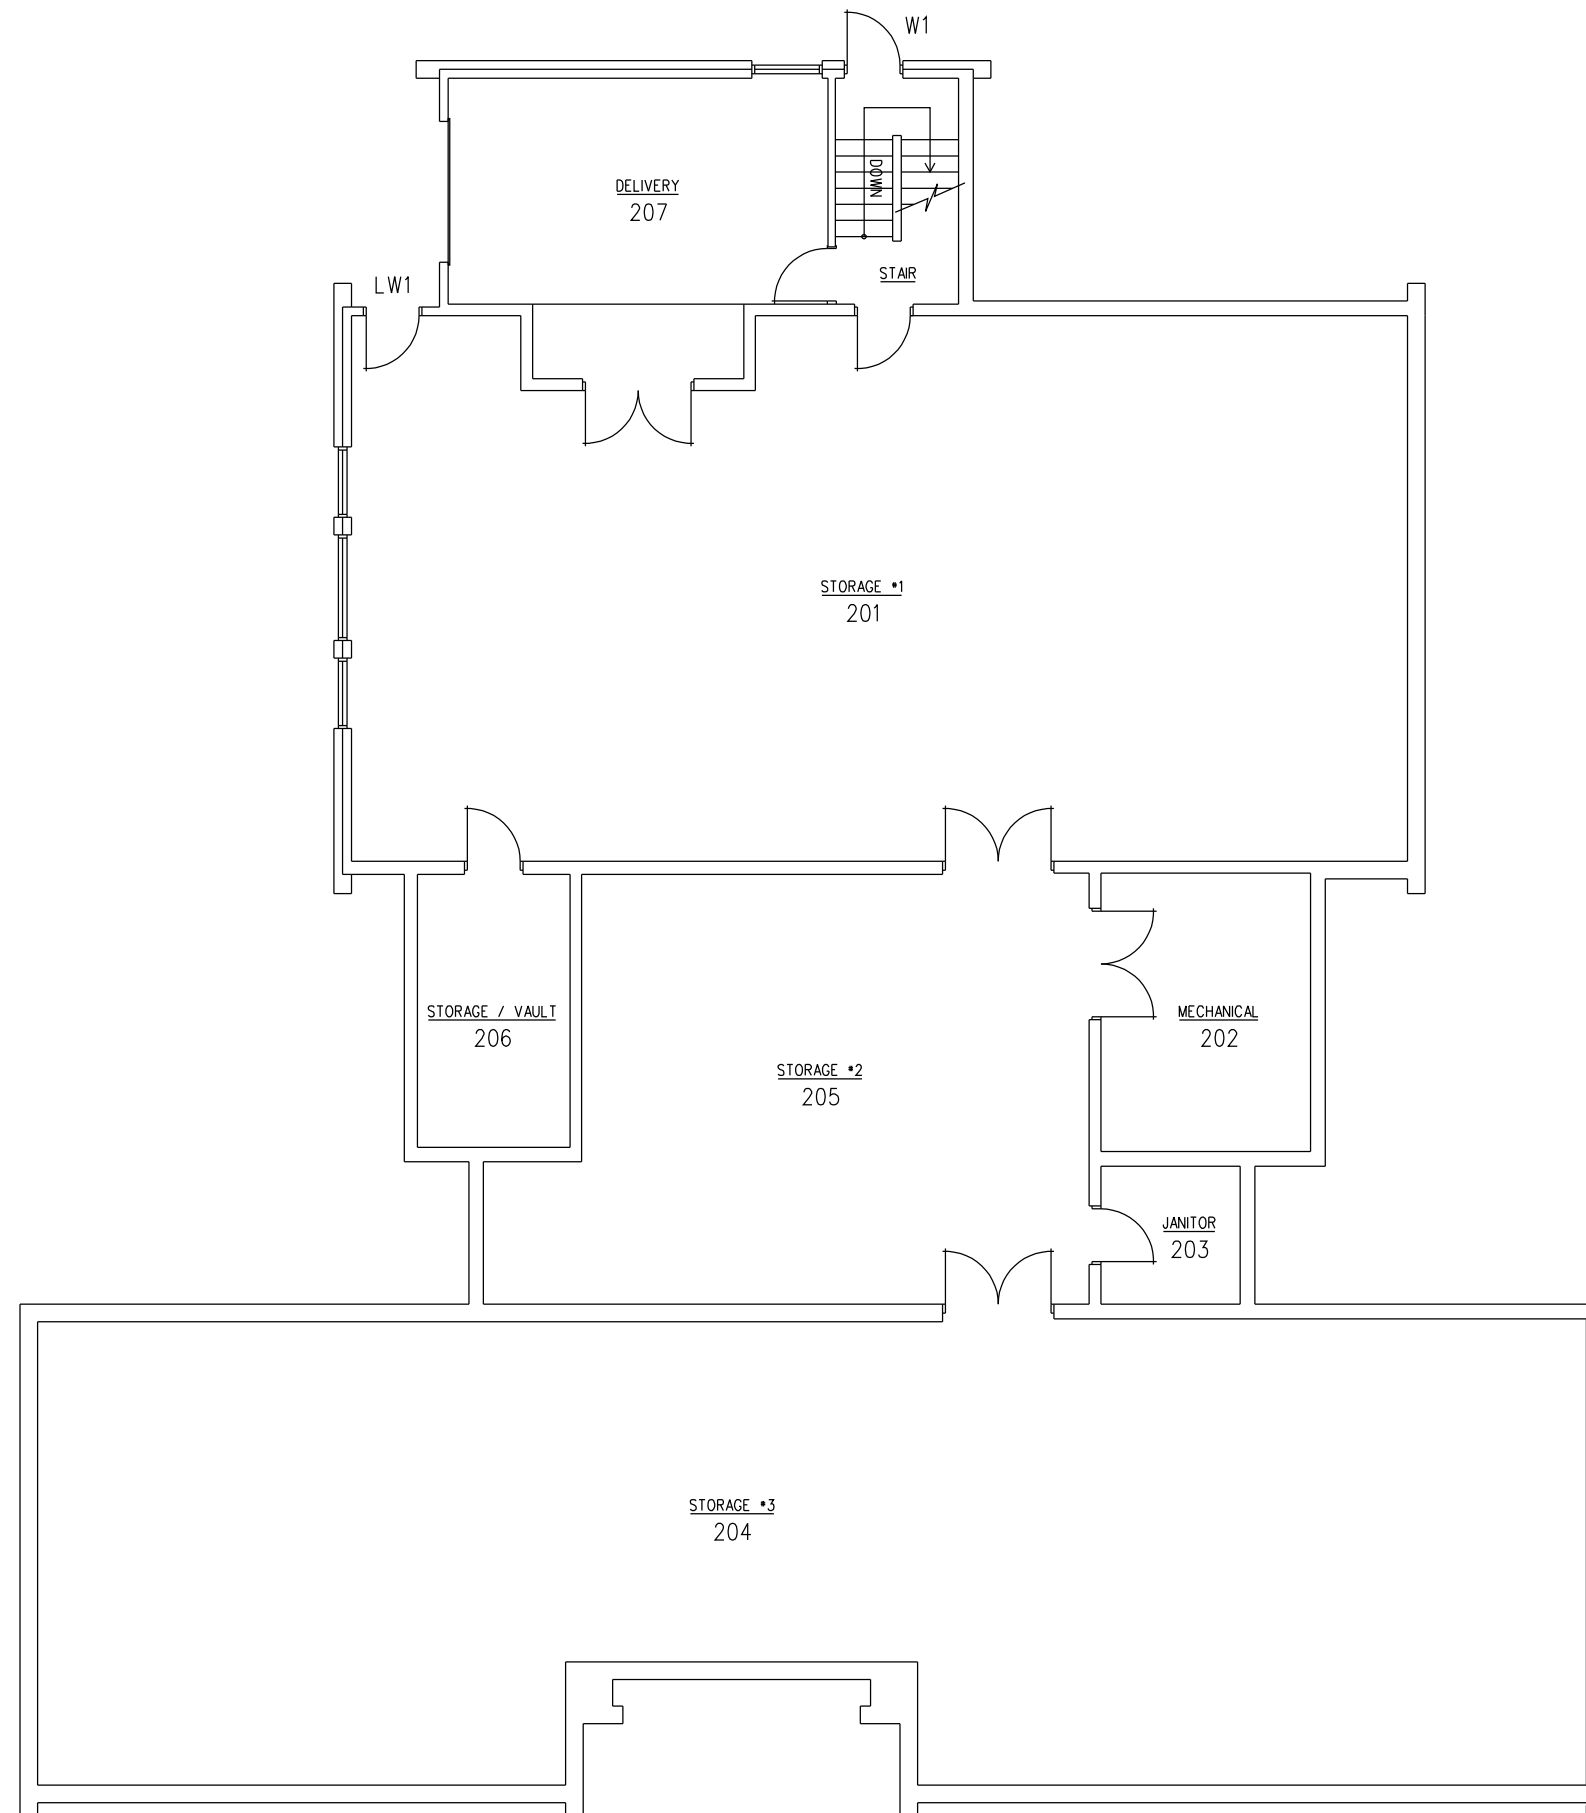 W1
DELIVERY
207
DOWN
STAIR
LW1
STORAGE #1
201
STORAGE / VAULT
206
MECHANICAL
202
STORAGE #2
205
JANITOR
203
STORAGE #3
204